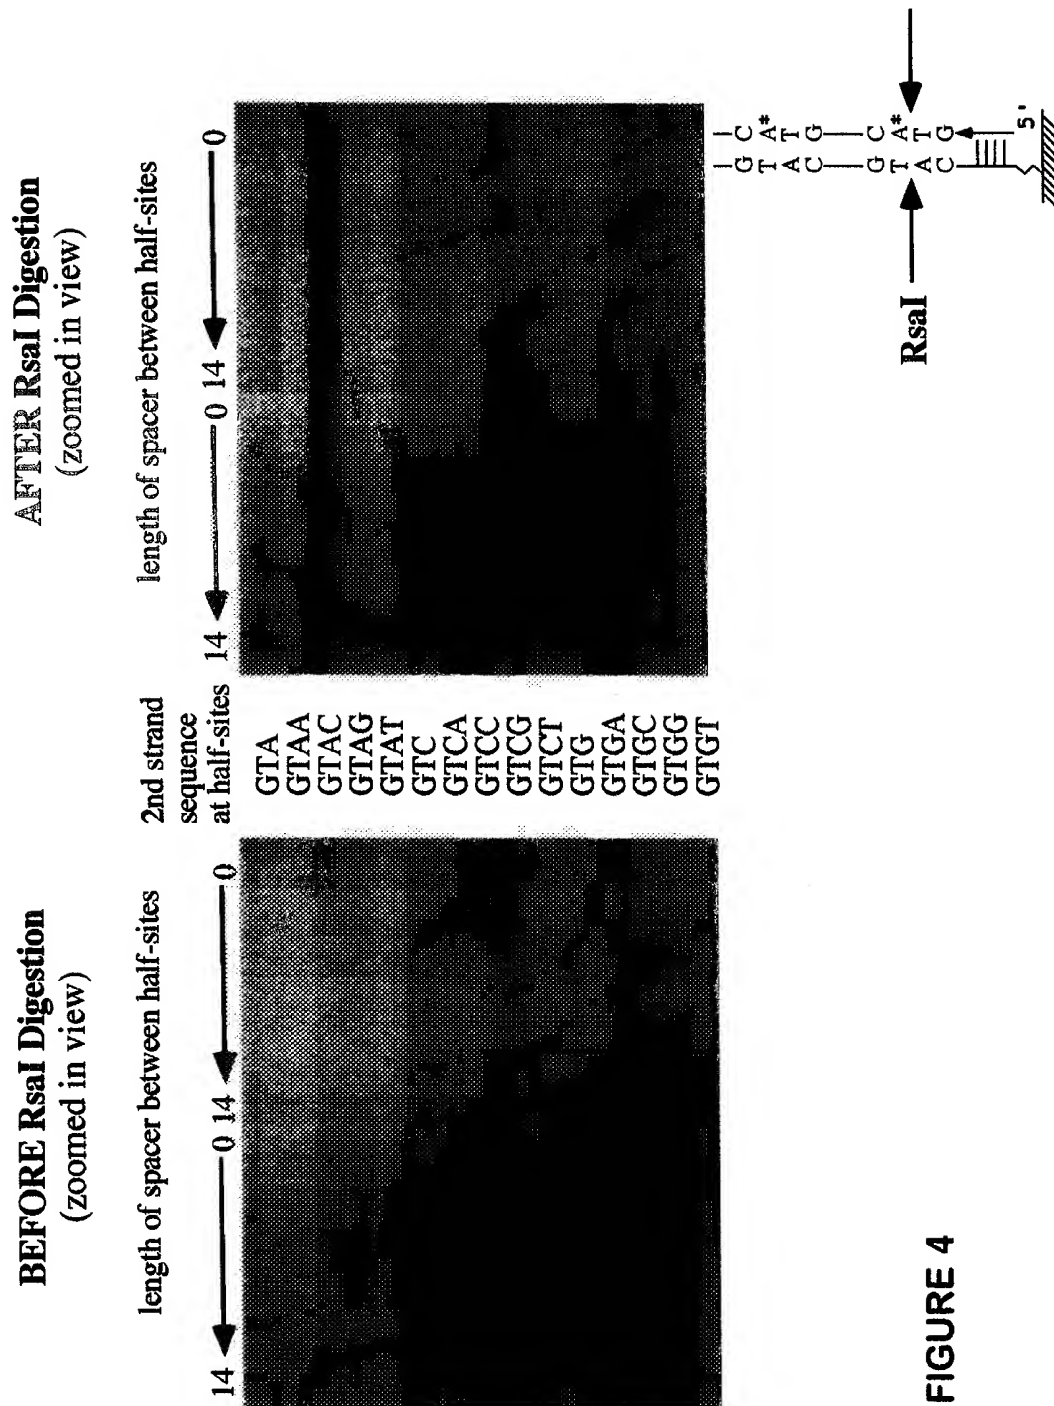 BEFORE RsaI Digestion
(zoomed in view)
length of spacer between half-sites
14
0
14
0
2nd strand
sequence
at half-sites
GTA
GTAA
GTAC
GTAG
GTAT
GTC
GTCA
GTCC
GTCG
GTCT
GTG
GTGA
GTGC
GTGG
GTGT
AFTER RsaI Digestion
(zoomed in view)
length of spacer between half-sites
14
0
14
0
RsaI
G T A C G T A C
C A* T G C A* T G
5'
FIGURE 4